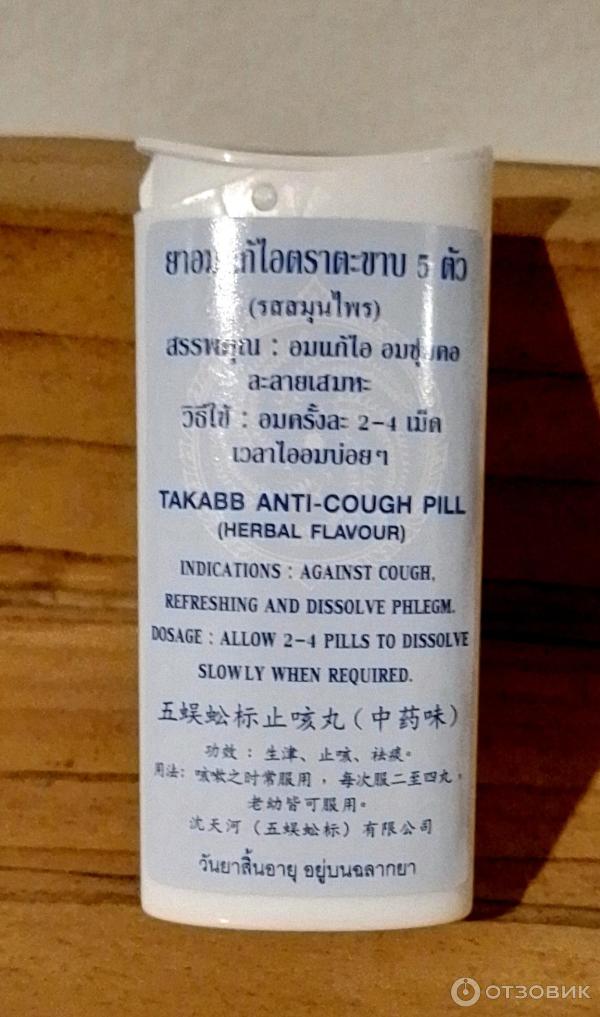 ยาอมแก้ไอตราตะขาบ 5 ตัว
(รสสมุนไพร)
สรรพคุณ : อมแก้ไอ อมชุ่มคอ
ละลายเสมหะ
วิธีใช้ : อมครั้งละ 2-4 เม็ด
เวลาไออมบ่อยๆ
TAKABB ANTI-COUGH PILL
(HERBAL FLAVOUR)
INDICATIONS : AGAINST COUGH,
REFRESHING AND DISSOLVE PHLEGM.
DOSAGE : ALLOW 2-4 PILLS TO DISSOLVE
SLOWLY WHEN REQUIRED.
五蜈蚣标止咳丸(中药味)
功效 : 生津、止咳、祛痰。
用法: 咳嗽之时常服用，每次服二至四丸，
老幼皆可服用。
沈天河(五蜈蚣标)有限公司
วันยาสิ้นอายุ อยู่บนฉลากยา
ОТЗОВИК